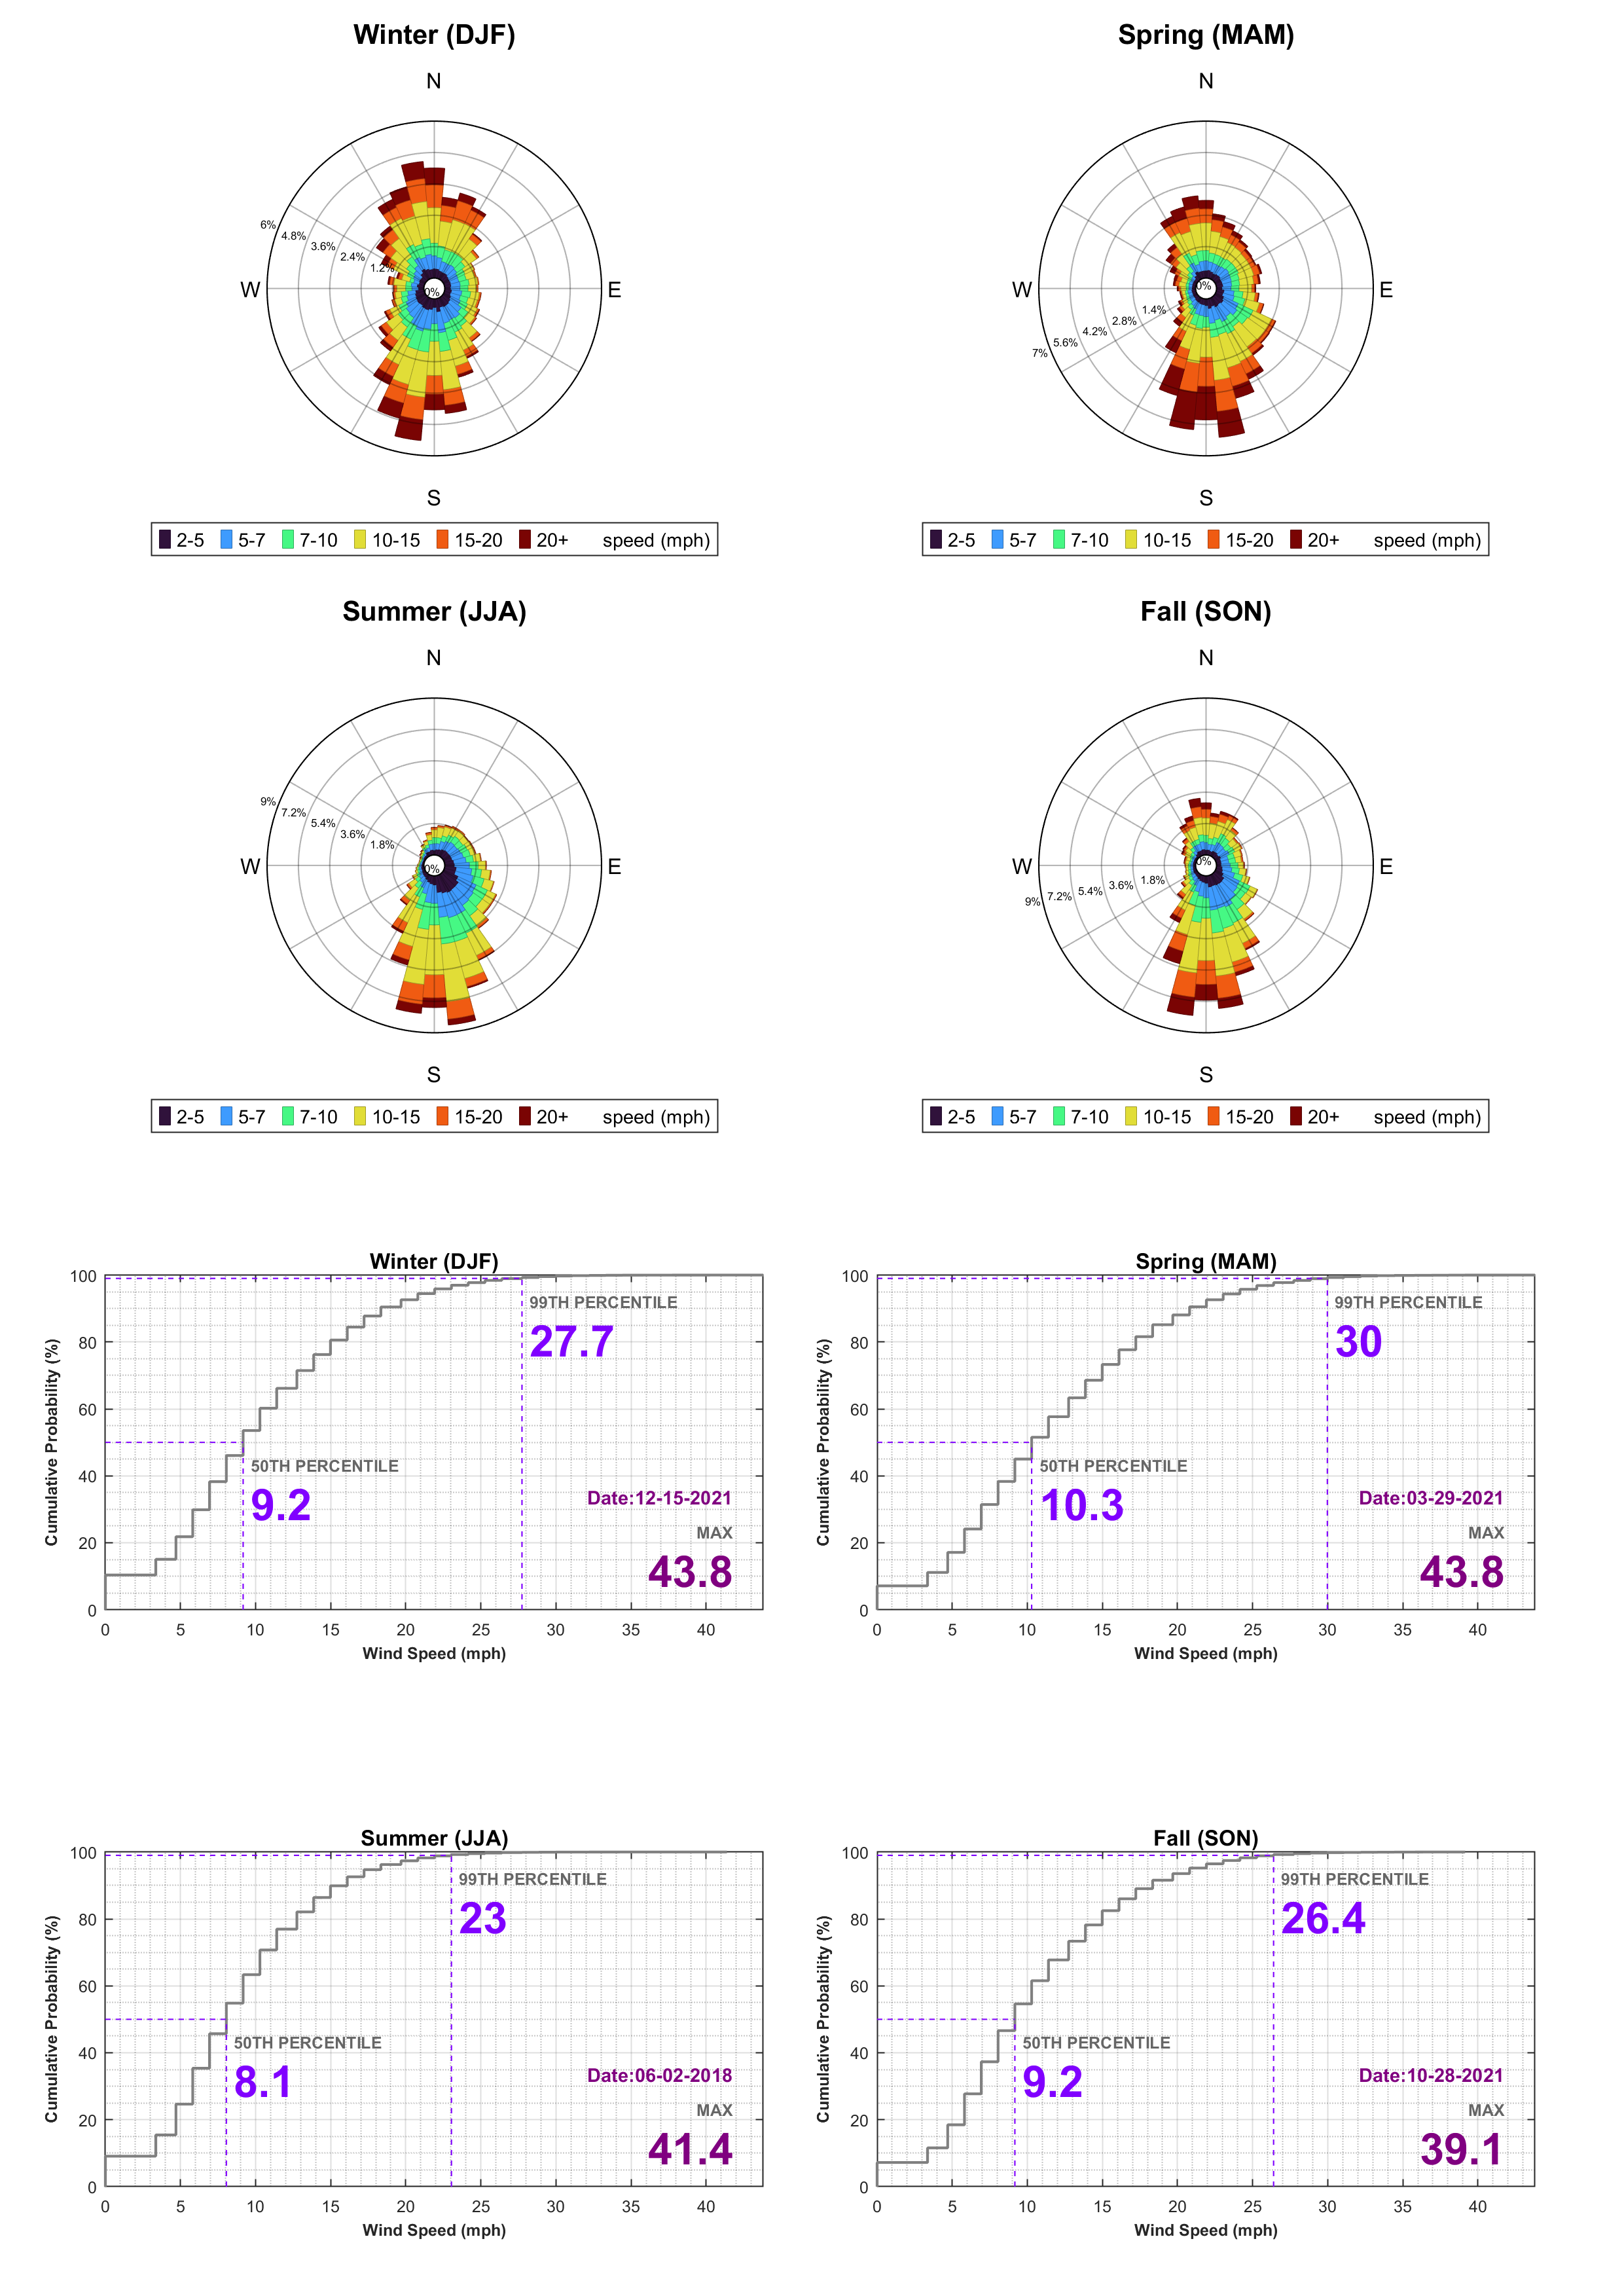 Winter (DJF)
N
6%
4.8%
3.6%
2.4%
1.2%
0%
W
E
S
2-5 5-7 7-10 10-15 15-20 20+ speed (mph)
Spring (MAM)
N
0%
1.4%
2.8%
4.2%
5.6%
7%
W
E
S
2-5 5-7 7-10 10-15 15-20 20+ speed (mph)
Summer (JJA)
N
9%
7.2%
5.4%
3.6%
1.8%
0%
W
E
S
2-5 5-7 7-10 10-15 15-20 20+ speed (mph)
Fall (SON)
N
0%
1.8%
3.6%
5.4%
7.2%
9%
W
E
S
2-5 5-7 7-10 10-15 15-20 20+ speed (mph)
Winter (DJF)
Cumulative Probability (%)
100
80
60
40
20
0
99TH PERCENTILE
27.7
50TH PERCENTILE
9.2
Date:12-15-2021
MAX
43.8
0 5 10 15 20 25 30 35 40
Wind Speed (mph)
Spring (MAM)
Cumulative Probability (%)
100
80
60
40
20
0
99TH PERCENTILE
30
50TH PERCENTILE
10.3
Date:03-29-2021
MAX
43.8
0 5 10 15 20 25 30 35 40
Wind Speed (mph)
Summer (JJA)
Cumulative Probability (%)
100
80
60
40
20
0
99TH PERCENTILE
23
50TH PERCENTILE
8.1
Date:06-02-2018
MAX
41.4
0 5 10 15 20 25 30 35 40
Wind Speed (mph)
Fall (SON)
Cumulative Probability (%)
100
80
60
40
20
0
99TH PERCENTILE
26.4
50TH PERCENTILE
9.2
Date:10-28-2021
MAX
39.1
0 5 10 15 20 25 30 35 40
Wind Speed (mph)